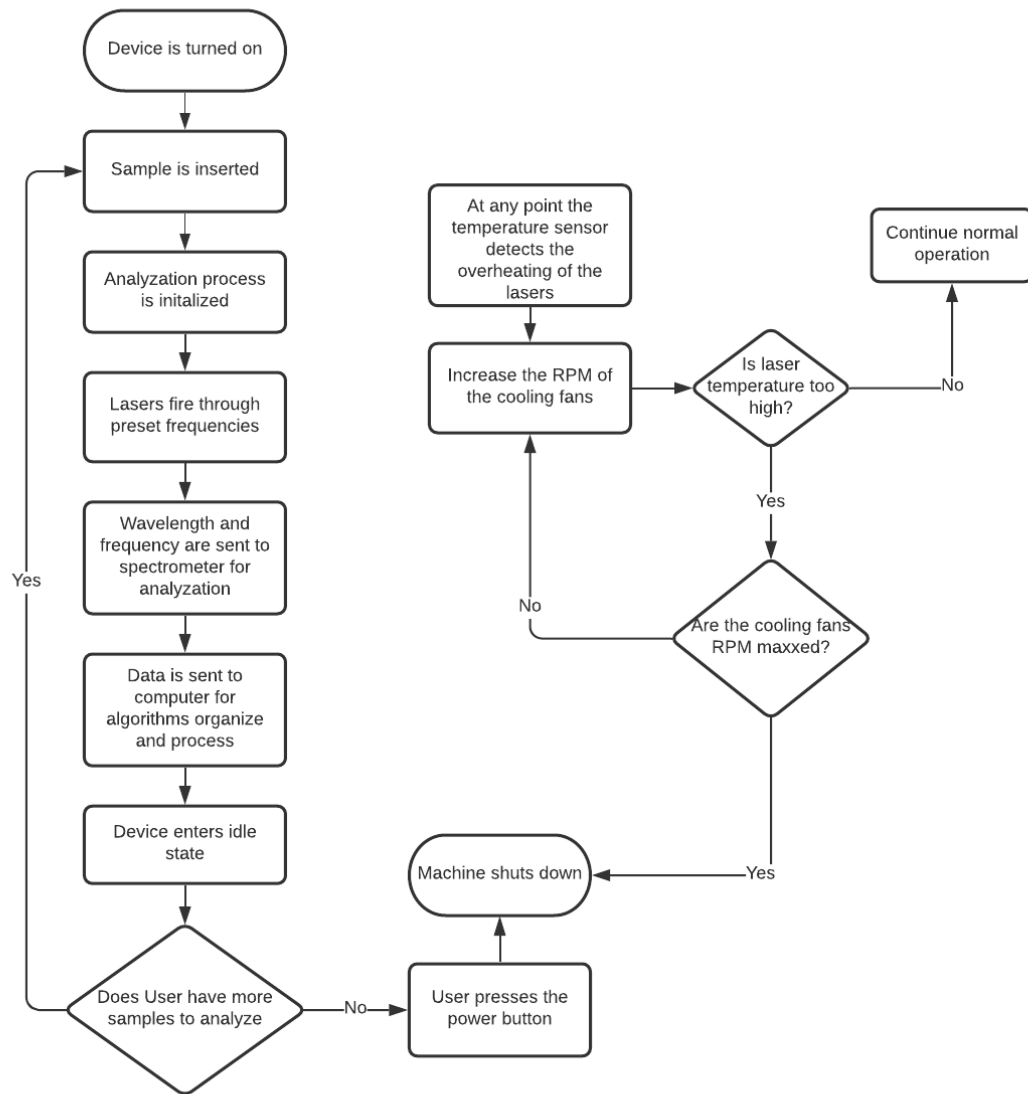 Device is turned on
Sample is inserted
Analyzation process
is initalized
Lasers fire through
preset frequencies
Wavelength and
frequency are sent to
spectrometer for
analyzation
Data is sent to
computer for
algorithms organize
and process
Device enters idle
state
Does User have more
samples to analyze
Yes
No
User presses the
power button
Machine shuts down
At any point the
temperature sensor
detects the
overheating of the
lasers
Increase the RPM of
the cooling fans
Is laser
temperature too
high?
No
Continue normal
operation
Yes
Are the cooling fans
RPM maxxed?
No
Yes